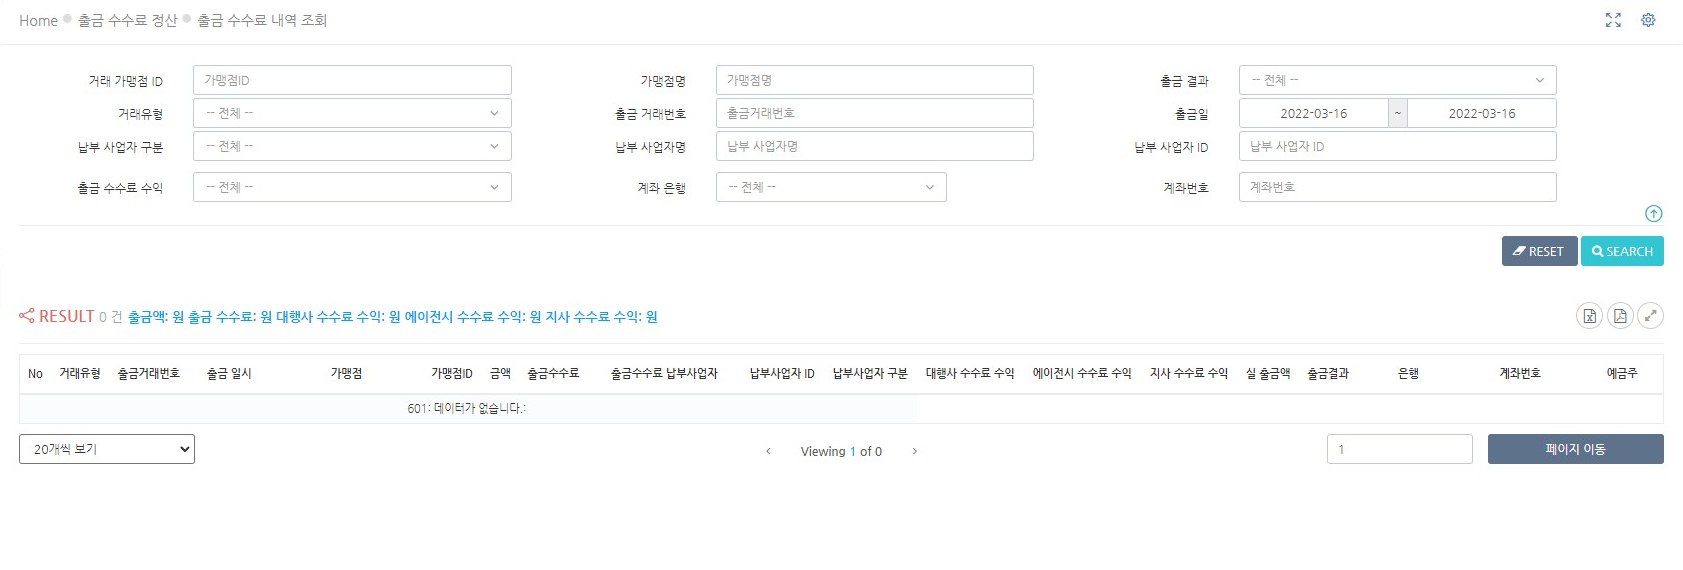 Home 출금 수수료 정산 출금 수수료 내역 조회
거래 가맹점 ID 가맹점ID 가맹점명 가맹점명 출금 결과 -- 전체 --
거래유형 -- 전체 -- 출금 거래번호 출금거래번호 출금일 2022-03-16 ~ 2022-03-16
납부 사업자 구분 -- 전체 -- 납부 사업자명 납부 사업자명 납부 사업자 ID 납부 사업자 ID
출금 수수료 수익 -- 전체 -- 계좌 은행 -- 전체 -- 계좌번호 계좌번호
RESET SEARCH
RESULT 0 건 출금액: 원 출금 수수료: 원 대행사 수수료 수익: 원 에이전시 수수료 수익: 원 지사 수수료 수익: 원
No 거래유형 출금거래번호 출금 일시 가맹점 가맹점ID 금액 출금수수료 출금수수료 납부사업자 납부사업자 ID 납부사업자 구분 대행사 수수료 수익 에이전시 수수료 수익 지사 수수료 수익 실 출금액 출금결과 은행 계좌번호 예금주
601: 데이터가 없습니다.:
20개씩 보기 ‹ Viewing 1 of 0 › 1 페이지 이동